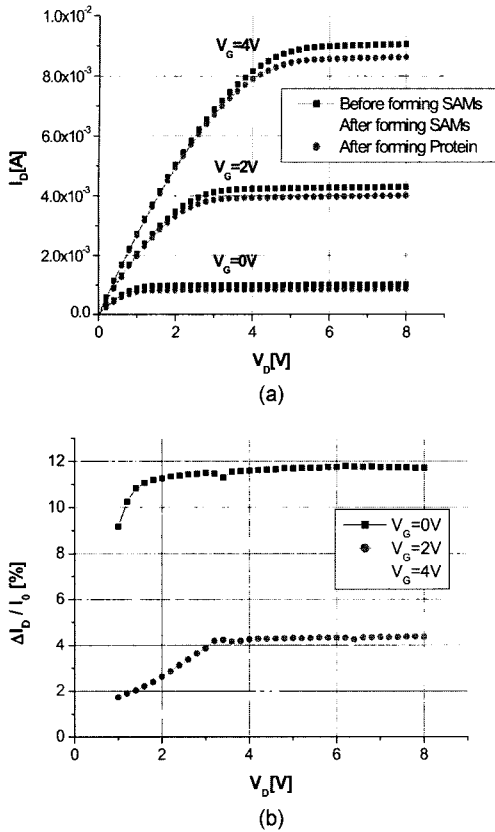 (a)
1.0x10⁻²
8.0x10⁻³
6.0x10⁻³
4.0x10⁻³
2.0x10⁻³
0.0
I_D [A]
V_G=4V
V_G=2V
V_G=0V
Before forming SAMs
After forming SAMs
After forming Protein
0 2 4 6 8
V_D[V]
(a)
12
10
8
6
4
2
0
ΔI_D / I_0 [%]
V_G=0V
V_G=2V
V_G=4V
0 2 4 6 8
V_D[V]
(b)